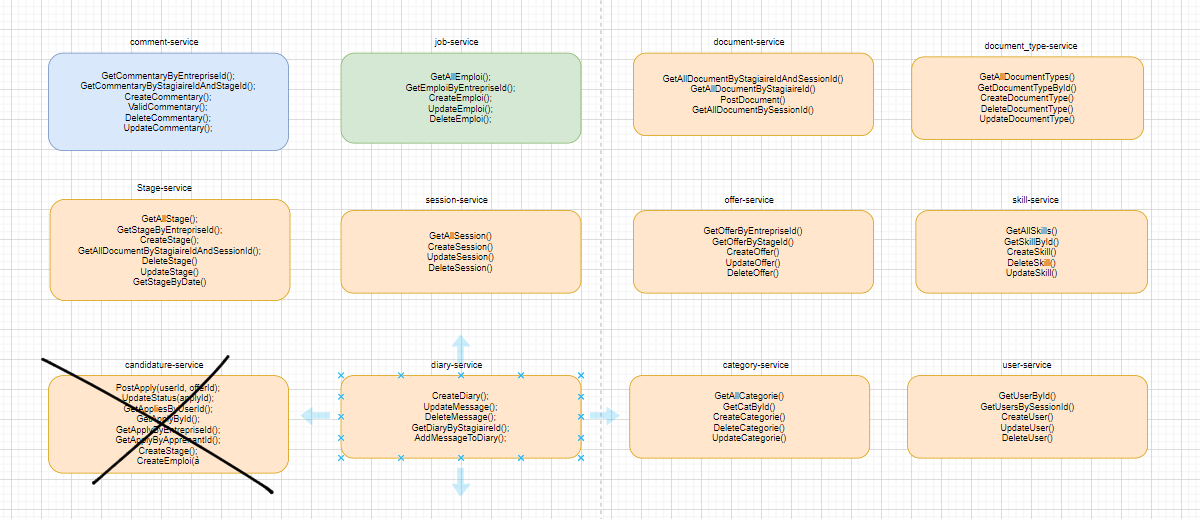 comment-service
GetCommentaryByEntrepriseId();
GetCommentaryByStagiaireIdAndStageId();
CreateCommentary();
ValidCommentary();
DeleteCommentary();
UpdateCommentary();
job-service
GetAllEmploi();
GetEmploiByEntrepriseId();
CreateEmploi();
UpdateEmploi();
DeleteEmploi();
document-service
GetAllDocumentByStagiaireIdAndSessionId()
GetAllDocumentByStagiaireId()
PostDocument()
GetAllDocumentBySessionId()
document_type-service
GetAllDocumentTypes()
GetDocumentTypeById()
CreateDocumentType()
DeleteDocumentType()
UpdateDocumentType()
Stage-service
GetAllStage();
GetStageByEntrepriseId();
CreateStage();
GetAllDocumentByStagiaireIdAndSessionId();
DeleteStage()
UpdateStage()
GetStageByDate()
session-service
GetAllSession()
CreateSession()
UpdateSession()
DeleteSession()
offer-service
GetOfferByEntrepriseId()
GetOfferByStageId()
CreateOffer()
UpdateOffer()
DeleteOffer()
skill-service
GetAllSkills()
GetSkillById()
CreateSkill()
DeleteSkill()
UpdateSkill()
candidature-service
PostApply(userId, offerId);
UpdateStatus(applyId);
GetAppliesByUserId();
GetApplyById();
GetApplyByEntrepriseId();
GetApplyByApprenantId();
CreateStage();
CreateEmploi(à
diary-service
CreateDiary();
UpdateMessage();
DeleteMessage();
GetDiaryByStagiaireId();
AddMessageToDiary();
category-service
GetAllCategorie()
GetCatById()
CreateCategorie()
DeleteCategorie()
UpdateCategorie()
user-service
GetUserById()
GetUsersBySessionId()
CreateUser()
UpdateUser()
DeleteUser()